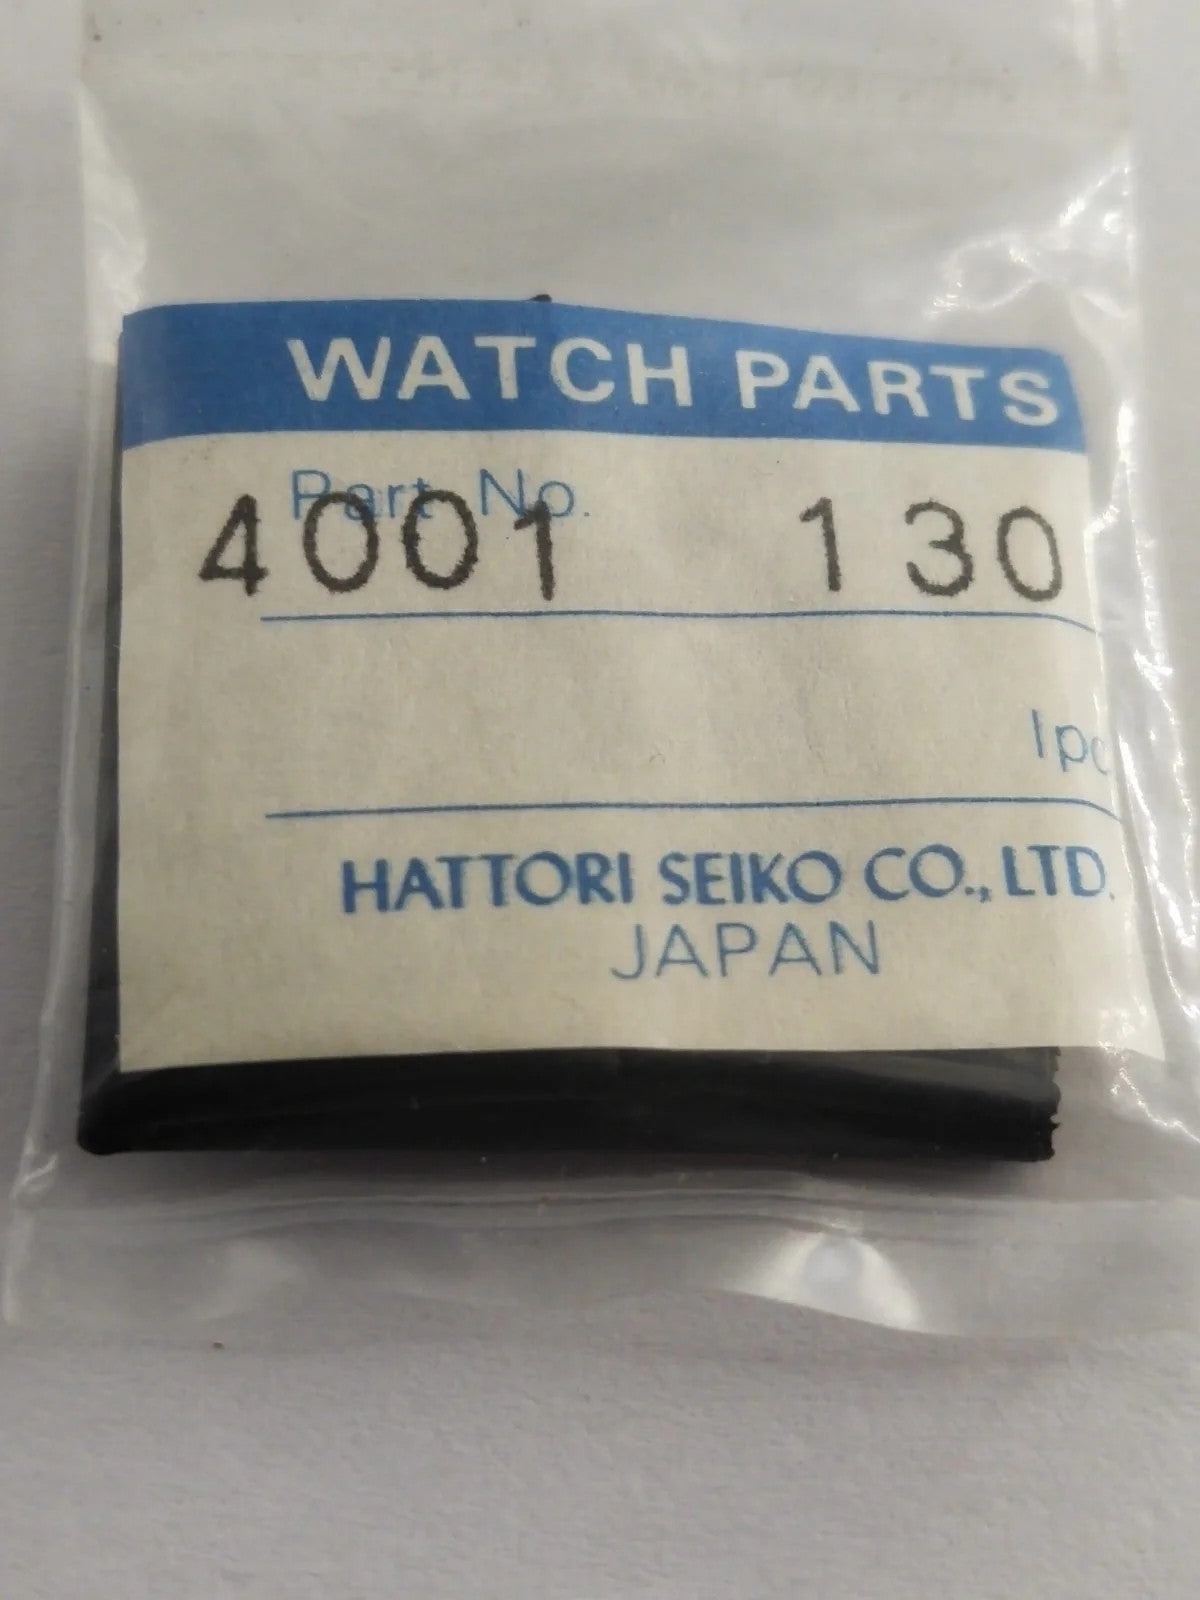 WATCH PARTS
Part No.
4001 130
1pc
HATTORI SEIKO CO., LTD.
JAPAN